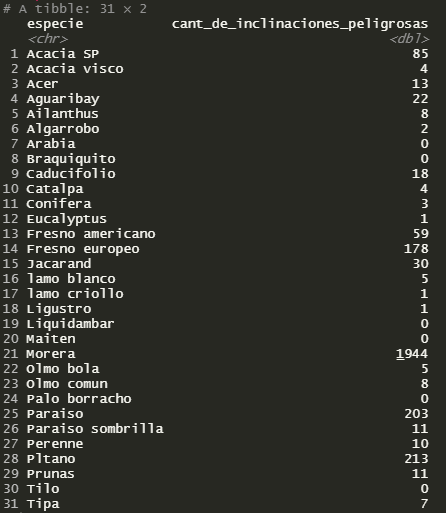 # A tibble: 31 × 2
especie cant_de_inclinaciones_peligrosas
<chr> <dbl>
1 Acacia SP 85
2 Acacia visco 4
3 Acer 13
4 Aguaribay 22
5 Ailanthus 8
6 Algarrobo 2
7 Arabia 0
8 Braquiquito 0
9 Caducifolio 18
10 Catalpa 4
11 Conifera 3
12 Eucalyptus 1
13 Fresno americano 59
14 Fresno europeo 178
15 Jacarand 30
16 lamo blanco 5
17 lamo criollo 1
18 Ligustro 1
19 Liquidambar 0
20 Maiten 0
21 Morera 1944
22 Olmo bola 5
23 Olmo comun 8
24 Palo borracho 0
25 Paraiso 203
26 Paraiso sombrilla 11
27 Perenne 10
28 Pltano 213
29 Prunas 11
30 Tilo 0
31 Tipa 7